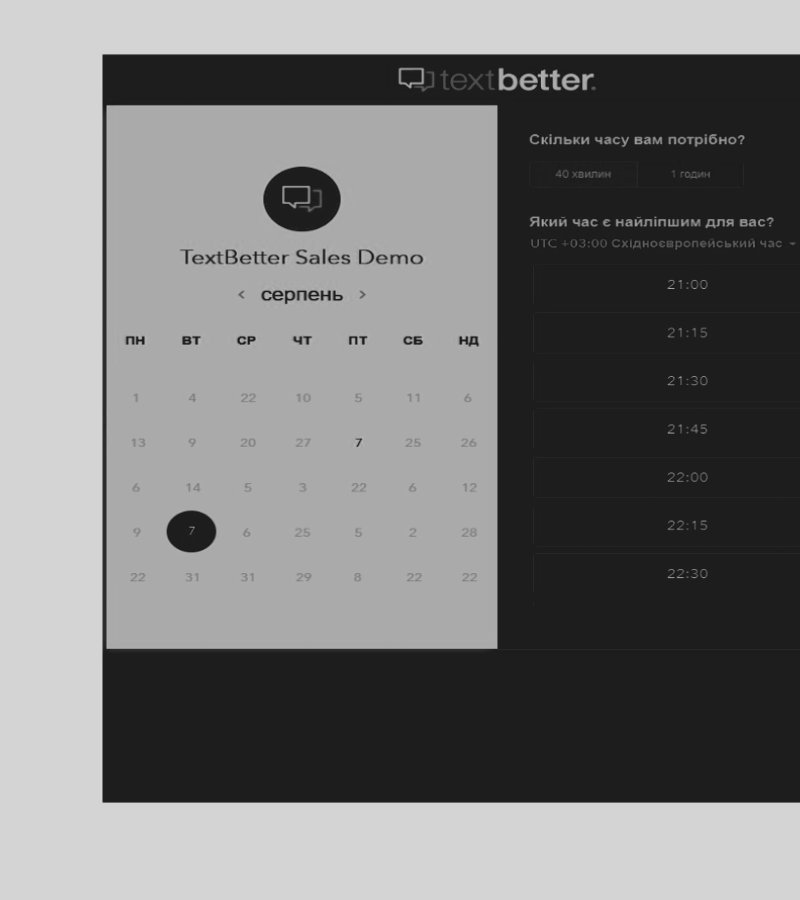 textbetter.
TextBetter Sales Demo
< серпень >
ПН ВТ СР ЧТ ПТ СБ НД
1 4 22 10 5 11 6
13 9 20 27 7 25 26
6 14 5 3 22 6 12
9 7 6 25 5 2 28
22 31 31 29 8 22 22
Скільки часу вам потрібно?
40 хвилин 1 годин
Який час є найліпшим для вас?
UTC +03:00 Східноєвропейський час
21:00
21:15
21:30
21:45
22:00
22:15
22:30